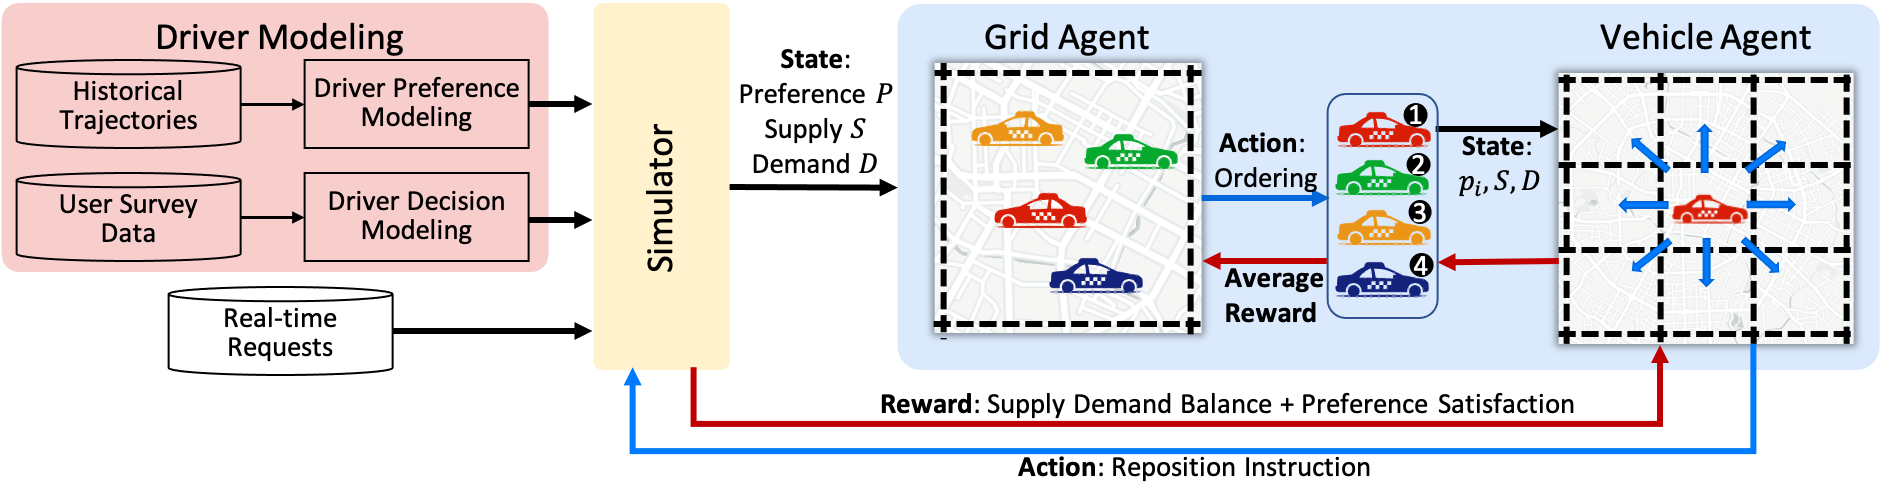 Driver Modeling
Historical
Trajectories
Driver Preference
Modeling
User Survey
Data
Driver Decision
Modeling
Real-time
Requests
Simulator
State:
Preference P
Supply S
Demand D
Grid Agent
Action:
Ordering
Average
Reward
1
2
3
4
State:
p_i, S, D
Vehicle Agent
Reward: Supply Demand Balance + Preference Satisfaction
Action: Reposition Instruction